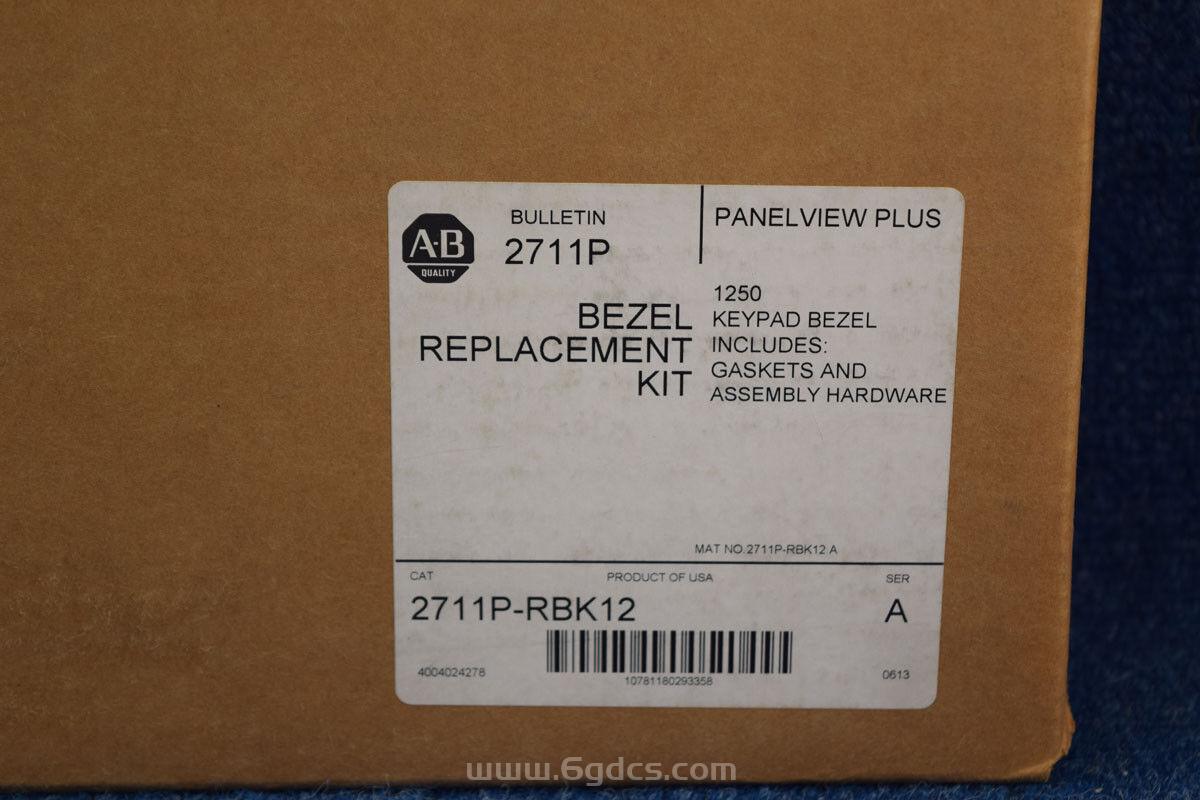 A-B
QUALITY
BULLETIN
2711P
PANELVIEW PLUS
BEZEL
REPLACEMENT
KIT
1250
KEYPAD BEZEL
INCLUDES:
GASKETS AND
ASSEMBLY HARDWARE
MAT NO.2711P-RBK12 A
CAT
PRODUCT OF USA
SER
2711P-RBK12
A
4004024278
10781180293358
0613
www.6gdcs.com